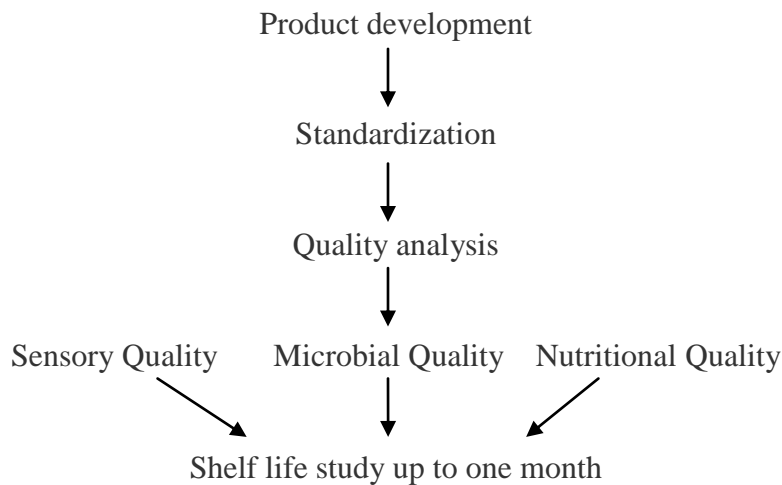 Product development
Standardization
Quality analysis
Sensory Quality Microbial Quality Nutritional Quality
Shelf life study up to one month